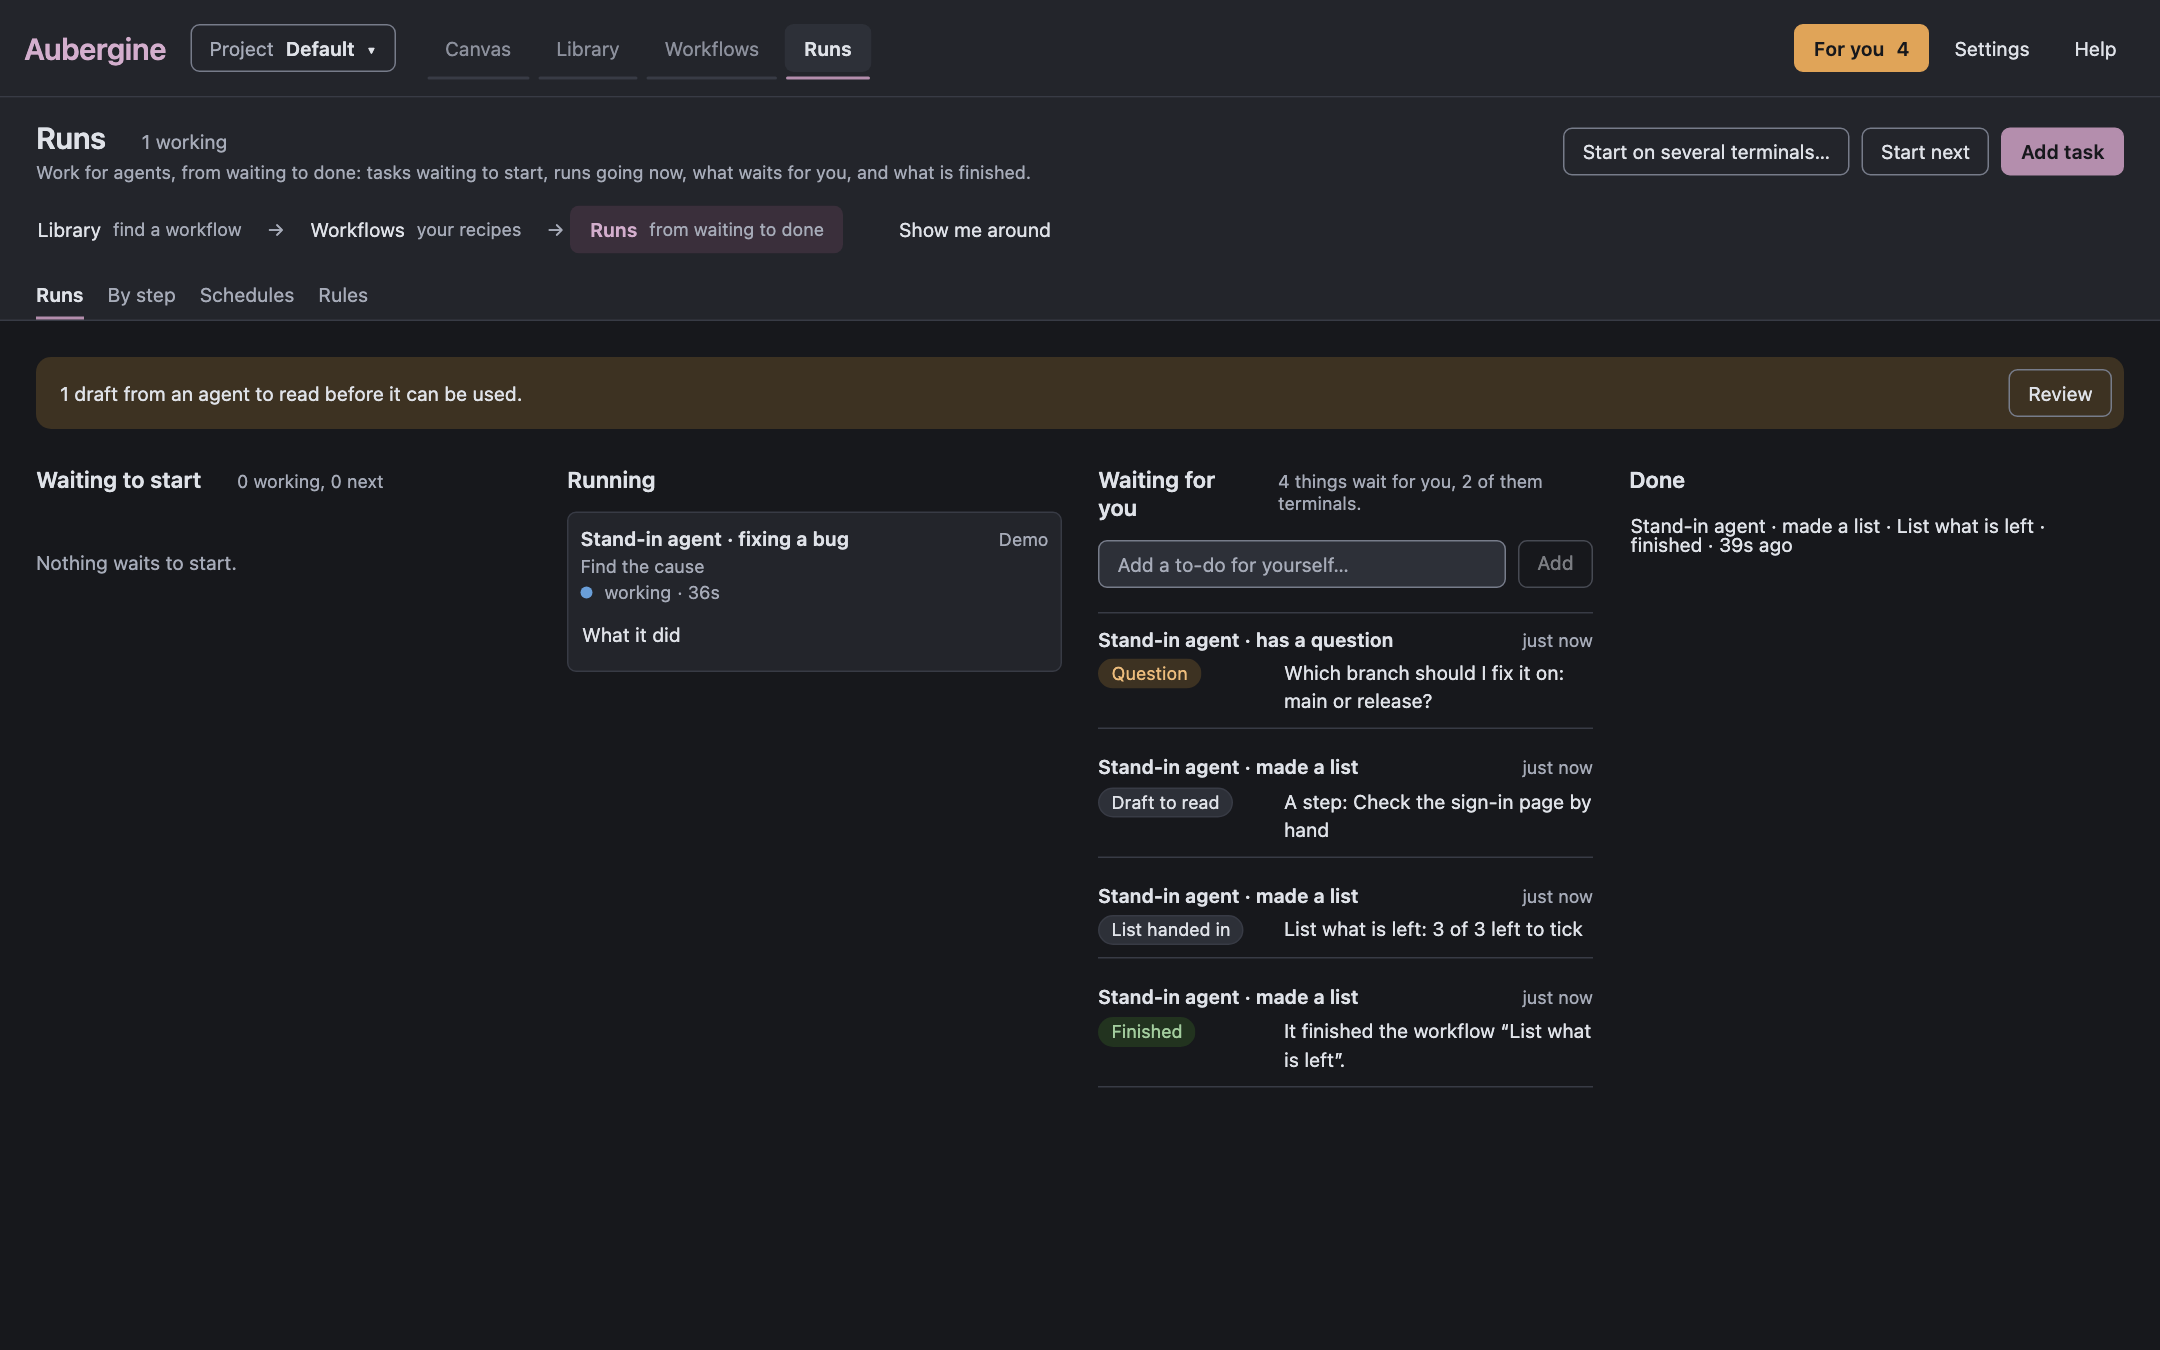 Aubergine
Project Default ▾
Canvas
Library
Workflows
Runs
For you 4
Settings
Help
Runs
1 working
Work for agents, from waiting to done: tasks waiting to start, runs going now, what waits for you, and what is finished.
Start on several terminals...
Start next
Add task
Library find a workflow → Workflows your recipes → Runs from waiting to done
Show me around
Runs
By step
Schedules
Rules
1 draft from an agent to read before it can be used.
Review
Waiting to start
0 working, 0 next
Nothing waits to start.
Running
Stand-in agent · fixing a bug
Demo
Find the cause
working · 36s
What it did
Waiting for
you
4 things wait for you, 2 of them
terminals.
Add a to-do for yourself...
Add
Stand-in agent · has a question
just now
Question
Which branch should I fix it on:
main or release?
Stand-in agent · made a list
just now
Draft to read
A step: Check the sign-in page by
hand
Stand-in agent · made a list
just now
List handed in
List what is left: 3 of 3 left to tick
Stand-in agent · made a list
just now
Finished
It finished the workflow “List what
is left”.
Done
Stand-in agent · made a list · List what is left ·
finished · 39s ago